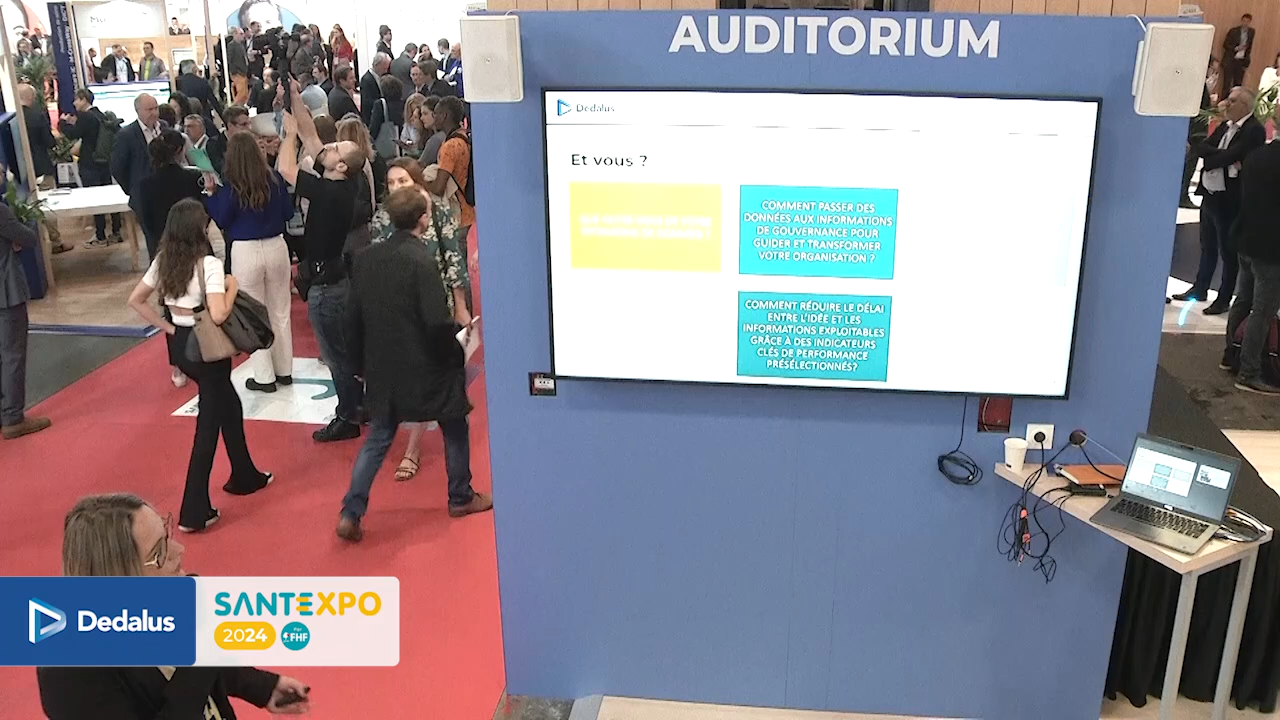 AUDITORIUM
Dedalus
Et vous ?
COMMENT PASSER DES
DONNÉES AUX INFORMATIONS
DE GOUVERNANCE POUR
GUIDER ET TRANSFORMER
VOTRE ORGANISATION ?
COMMENT RÉDUIRE LE DÉLAI
ENTRE L'IDÉE ET LES
INFORMATIONS EXPLOITABLES
GRÂCE À DES INDICATEURS
CLÉS DE PERFORMANCE
PRÉSÉLECTIONNÉS?
Dedalus
SANTEXPO
2024
FHF